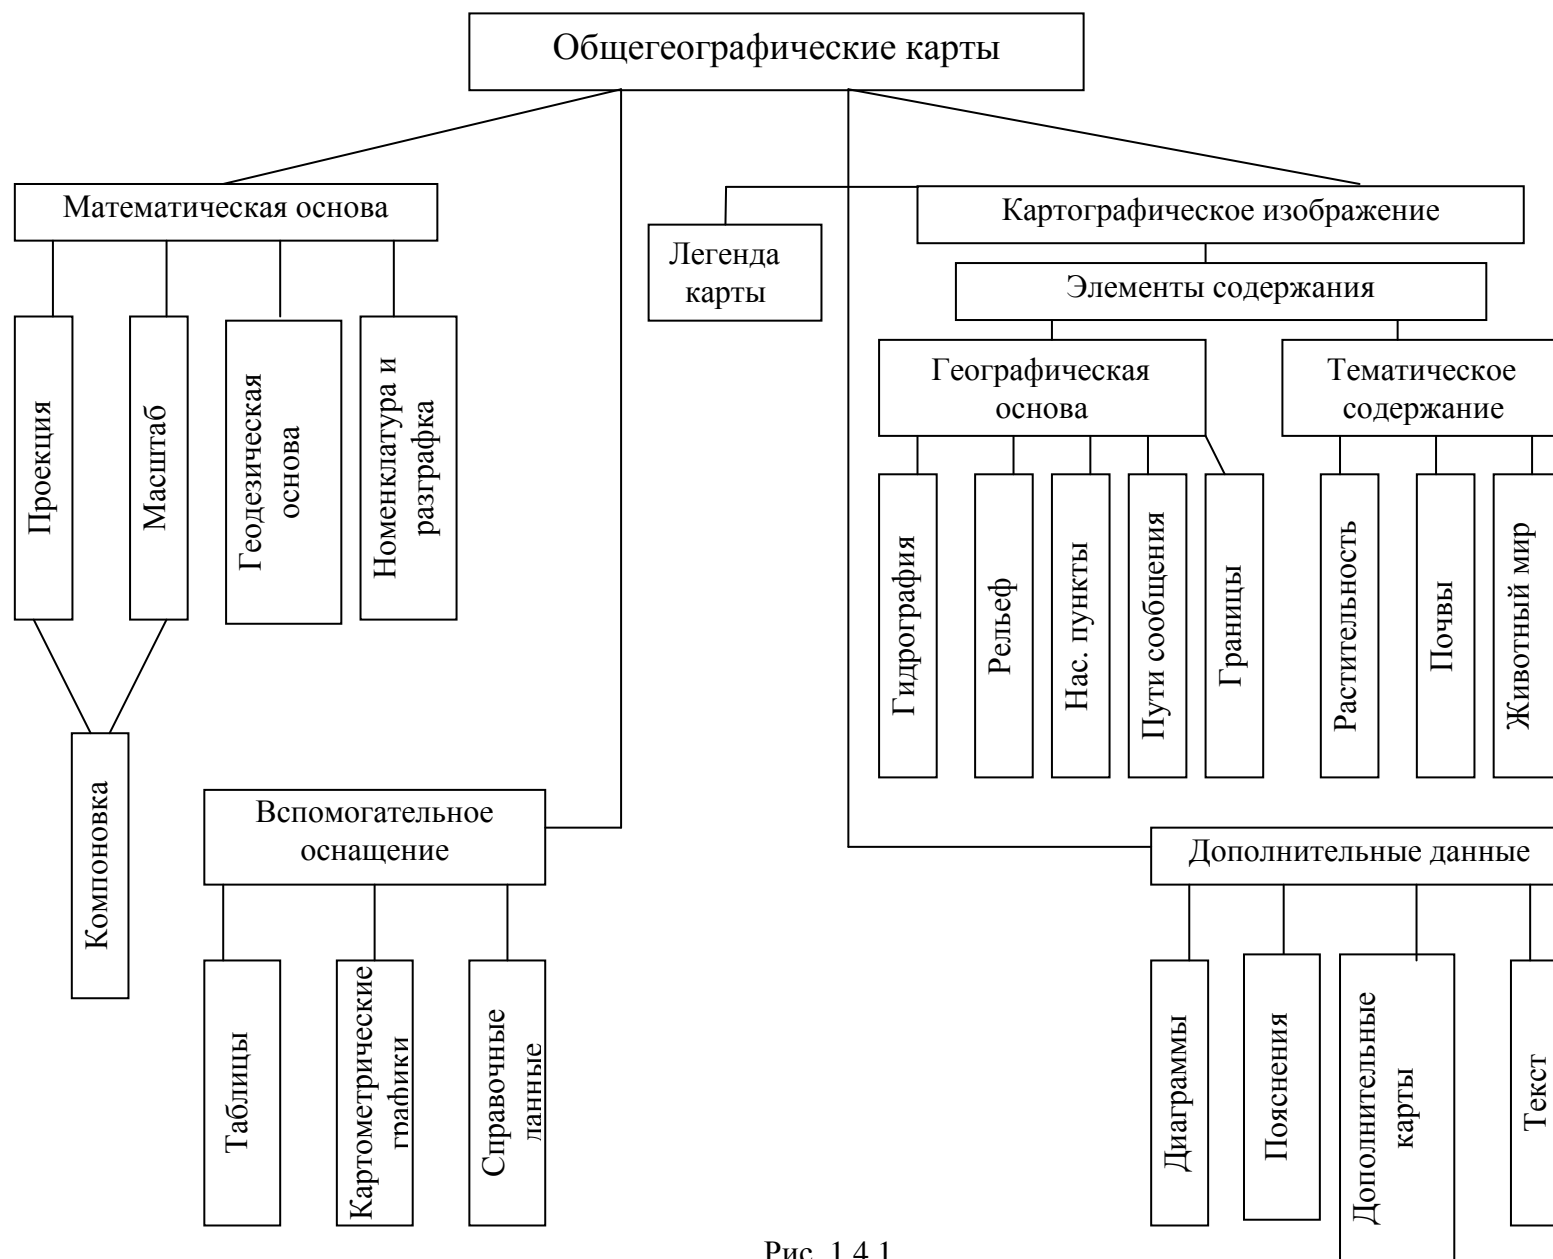 Общегеографические карты
Математическая основа
Картографическое изображение
Легенда
карты
Элементы содержания
Географическая
основа
Тематическое
содержание
Проекция
Масштаб
Геодезическая
основа
Номенклатура и
разграфка
Гидрография
Рельеф
Нас. пункты
Пути сообщения
Границы
Растительность
Почвы
Животный мир
Компоновка
Вспомогательное
оснащение
Дополнительные данные
Таблицы
Картометрические
графики
Справочные
данные
Диаграммы
Пояснения
Дополнительные
карты
Текст
Рис. 1.4.1